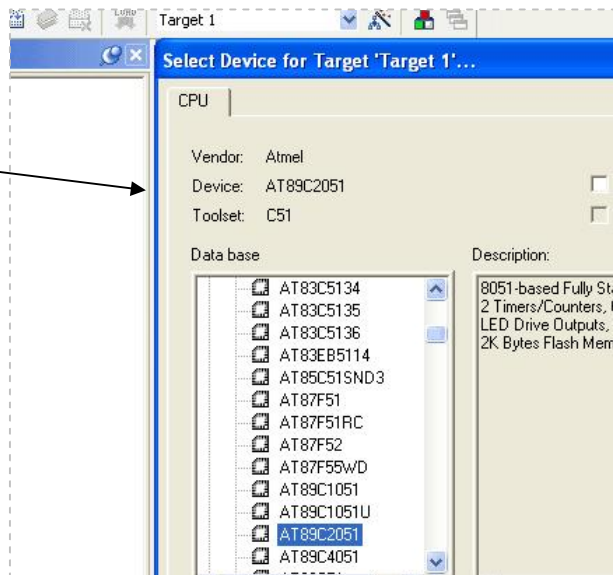 LOAD
Target 1
Select Device for Target 'Target 1'...
CPU
Vendor: Atmel
Device: AT89C2051
Toolset: C51
Data base
Description:
AT83C5134
AT83C5135
AT83C5136
AT83EB5114
AT85C51SND3
AT87F51
AT87F51RC
AT87F52
AT87F55WD
AT89C1051
AT89C1051U
AT89C2051
AT89C4051
8051-based Fully Sta
2 Timers/Counters,
LED Drive Outputs,
2K Bytes Flash Mem